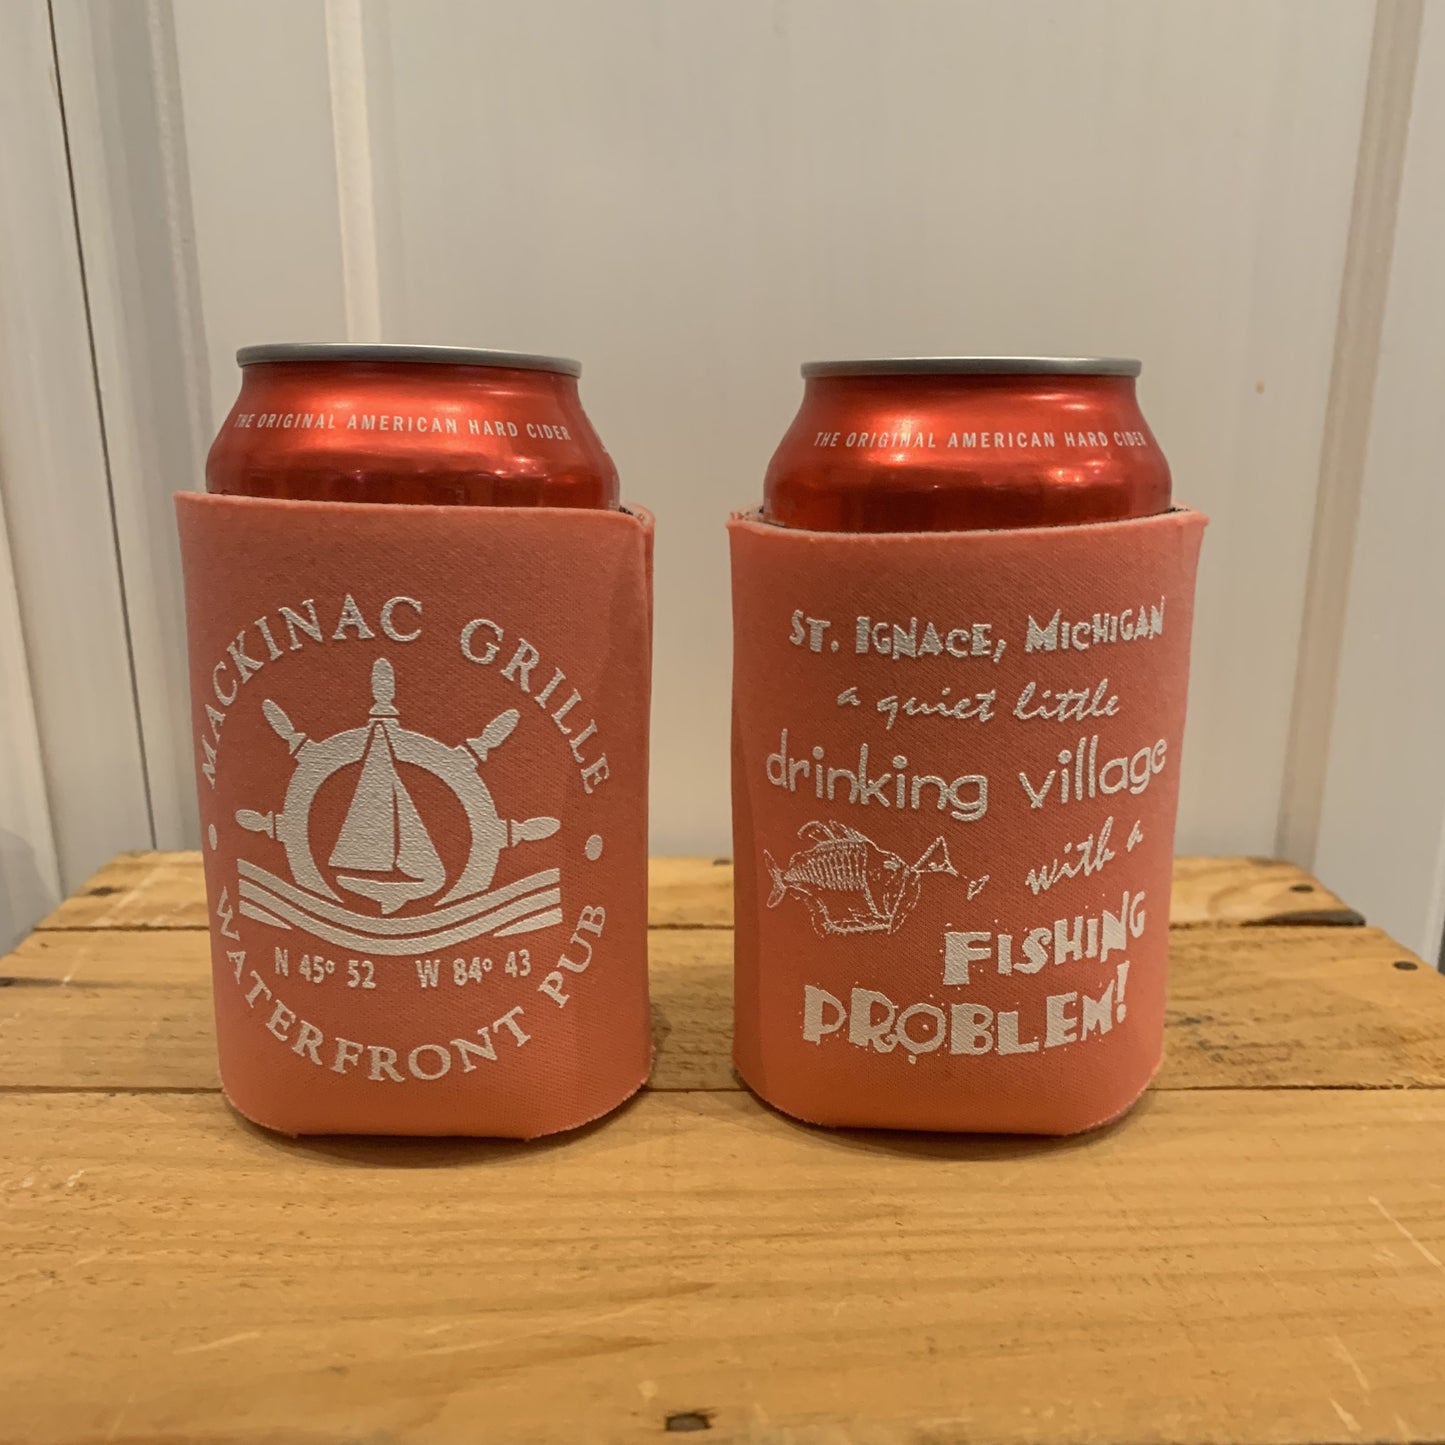 THE ORIGINAL AMERICAN HARD CIDER
MACKINAC GRILLE
N 45° 52 W 84° 43
• WATERFRONT PUB •
THE ORIGINAL AMERICAN HARD CIDER
ST. IGNACE, MICHIGAN
a quiet little
drinking village
with a
FISHING
PROBLEM!